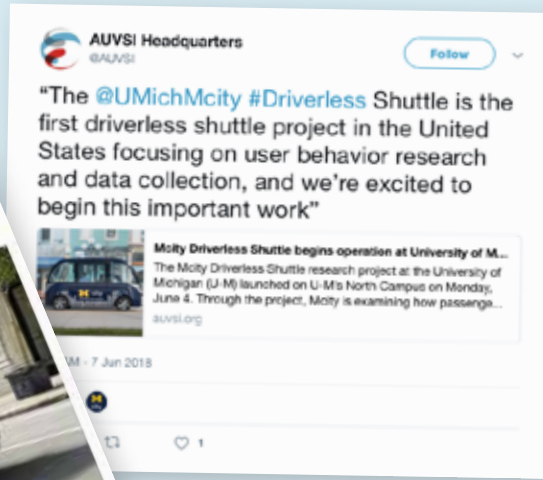 AUVSI Headquarters
@AUVSI
Follow
“The @UMichMcity #Driverless Shuttle is the
first driverless shuttle project in the United
States focusing on user behavior research
and data collection, and we’re excited to
begin this important work”
Mcity Driverless Shuttle begins operation at University of M...
The Mcity Driverless Shuttle research project at the University of
Michigan (U-M) launched on U-M's North Campus on Monday,
June 4. Through the project, Mcity is examining how passenge...
auvsi.org
AM - 7 Jun 2018
1